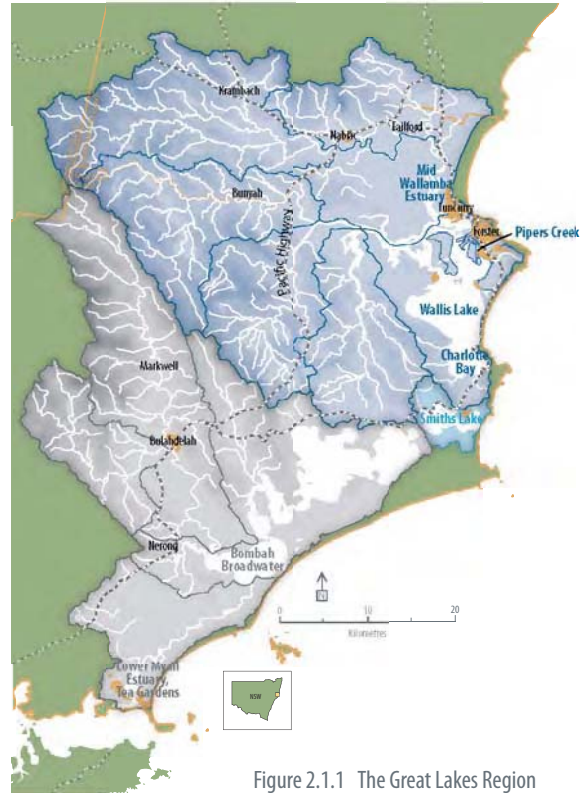 Krambach
Nabiac
Failford
Mid
Wallamba
Estuary
Tuncurry
Bunyah
Forster
Pipers Creek
Pacific Highway
Wallis Lake
Charlotte
Bay
Markwell
Smiths Lake
Bulahdelah
Nerong
Bombah
Broadwater
N
0 10 20
Kilometres
Lower Myall
Estuary,
Tea Gardens
NSW
Figure 2.1.1 The Great Lakes Region